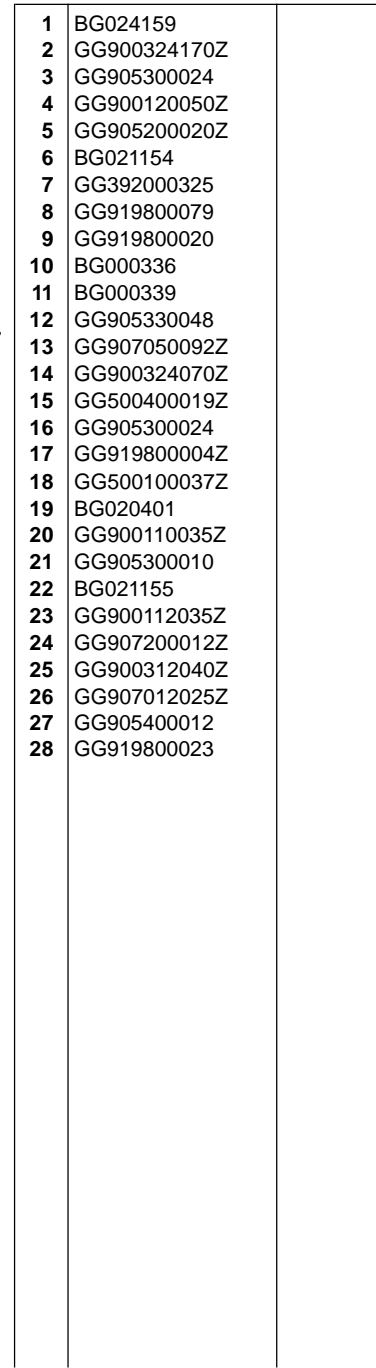 1 BG024159
2 GG900324170Z
3 GG905300024
4 GG900120050Z
5 GG905200020Z
6 BG021154
7 GG392000325
8 GG919800079
9 GG919800020
10 BG000336
11 BG000339
12 GG905330048
13 GG907050092Z
14 GG900324070Z
15 GG500400019Z
16 GG905300024
17 GG919800004Z
18 GG500100037Z
19 BG020401
20 GG900110035Z
21 GG905300010
22 BG021155
23 GG900112035Z
24 GG907200012Z
25 GG900312040Z
26 GG907012025Z
27 GG905400012
28 GG919800023